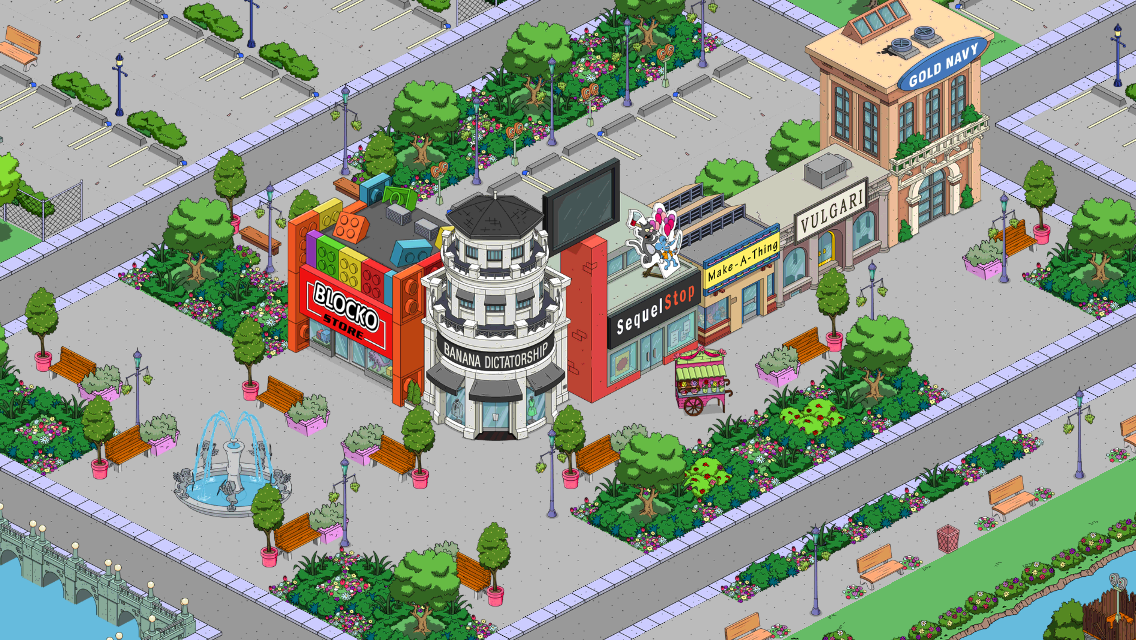 GOLD NAVY
VULGARI
Make-A-Thing
SequelStop
BLOCKO
STORE
BANANA DICTATORSHIP